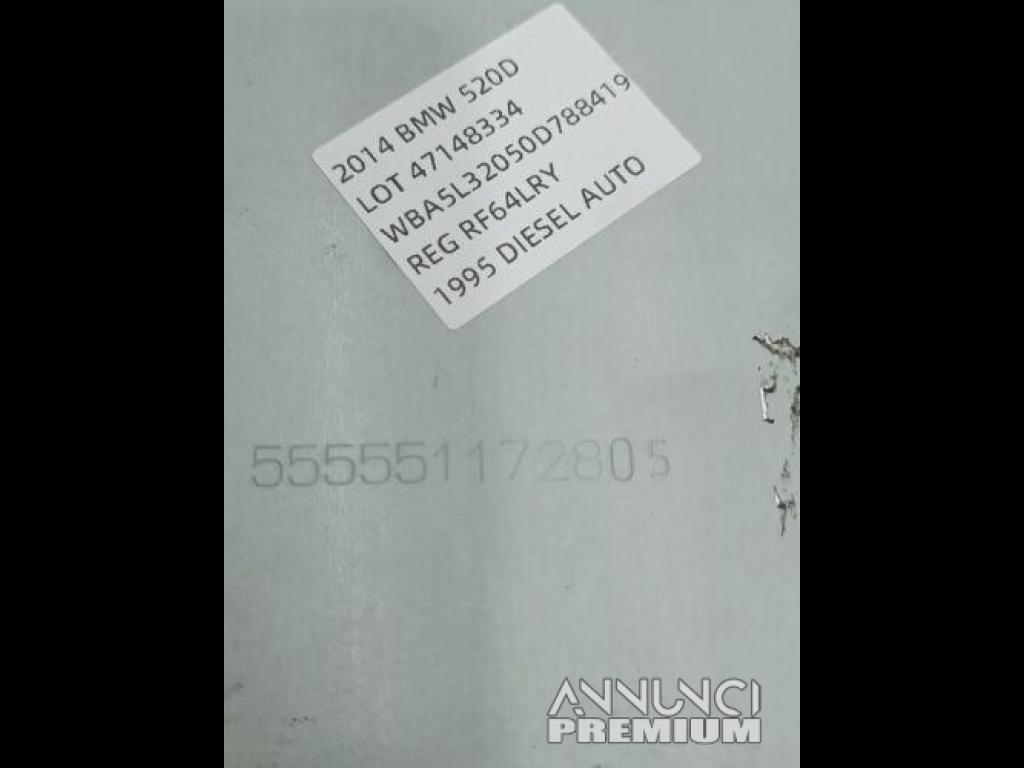 2014 BMW 520D
LOT 47148334
WBA5L32050D788419
REG RF64LRY
1995 DIESEL AUTO
555551172805
ANNUNCI
PREMIUM